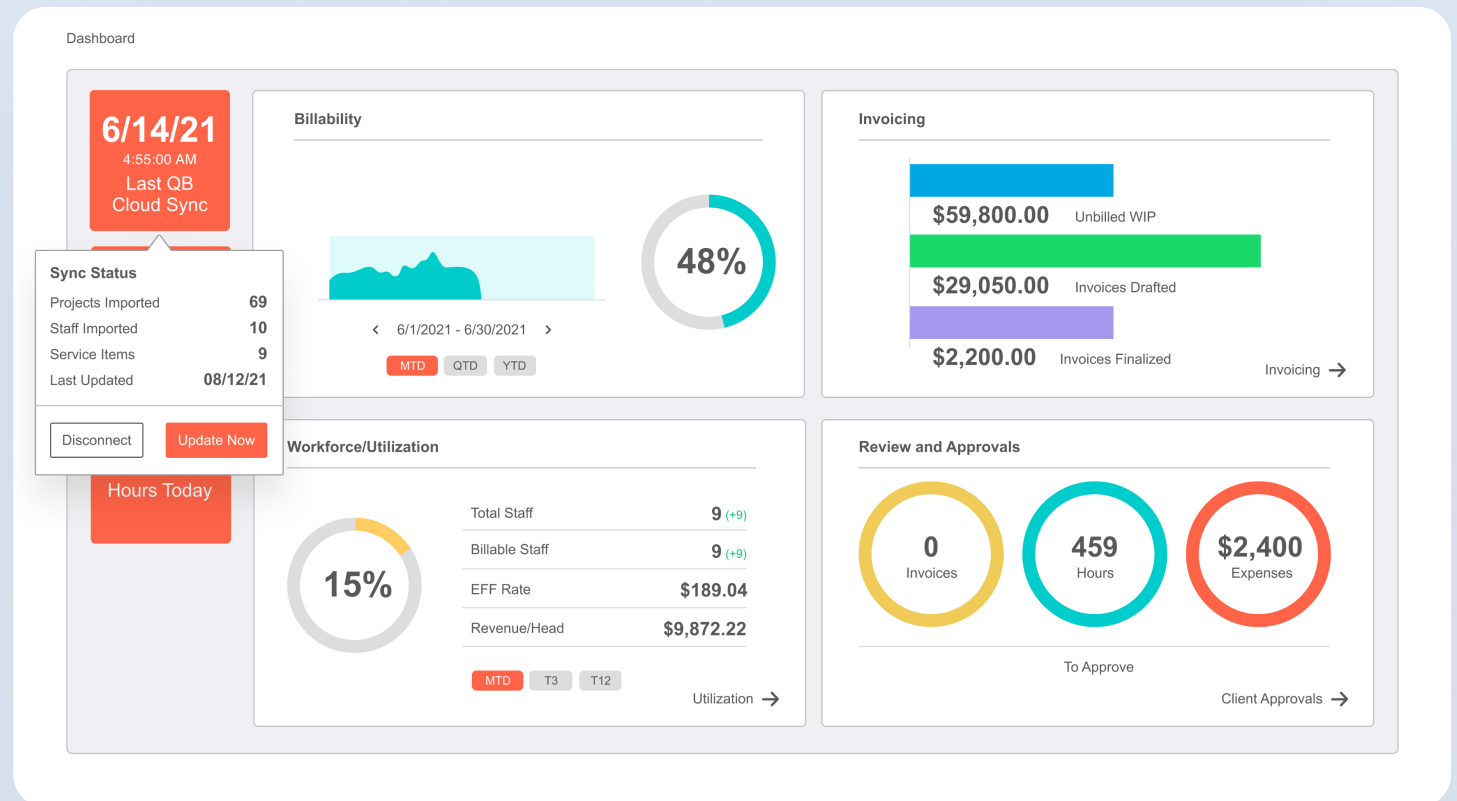 Dashboard
6/14/21
4:55:00 AM
Last QB
Cloud Sync
Sync Status
Projects Imported 69
Staff Imported 10
Service Items 9
Last Updated 08/12/21
Disconnect Update Now
Hours Today
Billability
48%
6/1/2021 - 6/30/2021
MTD QTD YTD
Invoicing
$59,800.00 Unbilled WIP
$29,050.00 Invoices Drafted
$2,200.00 Invoices Finalized
Invoicing
Workforce/Utilization
15%
Total Staff 9 (+9)
Billable Staff 9 (+9)
EFF Rate $189.04
Revenue/Head $9,872.22
MTD T3 T12
Utilization
Review and Approvals
0
Invoices
459
Hours
$2,400
Expenses
To Approve
Client Approvals